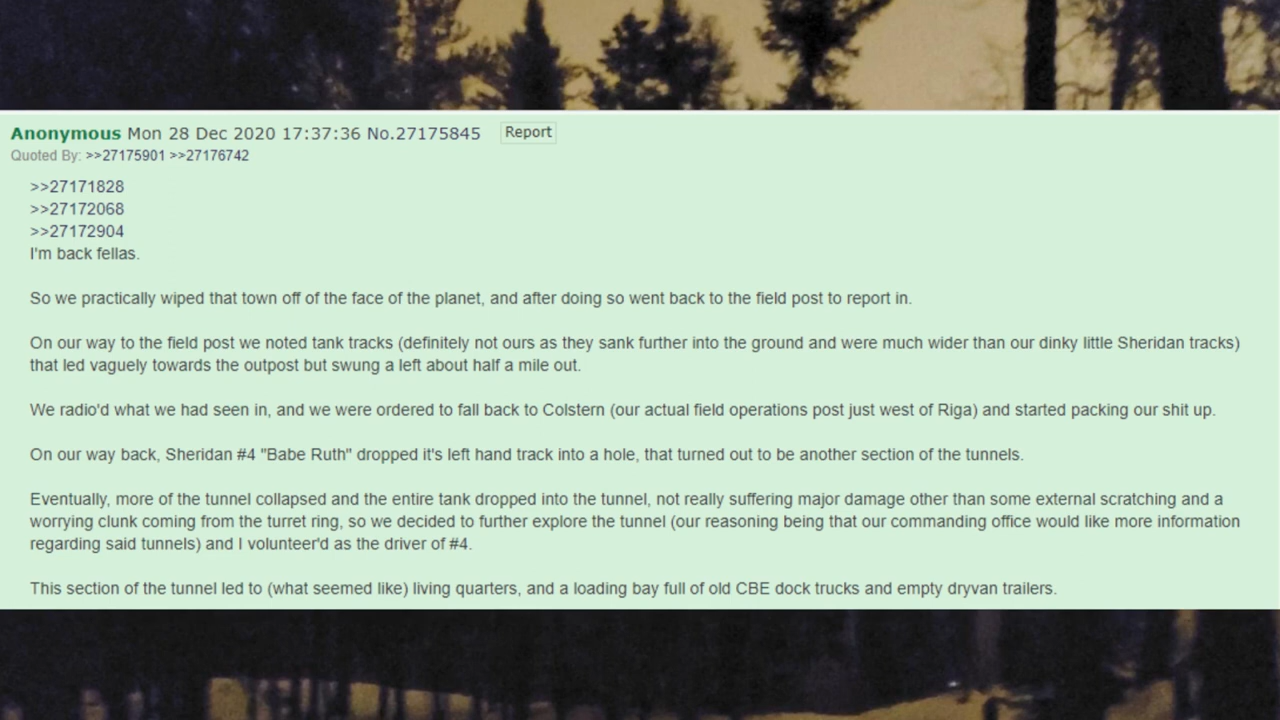 Anonymous Mon 28 Dec 2020 17:37:36 No.27175845 Report
Quoted By: >>27175901 >>27176742
>>27171828
>>27172068
>>27172904
I'm back fellas.
So we practically wiped that town off of the face of the planet, and after doing so went back to the field post to report in.
On our way to the field post we noted tank tracks (definitely not ours as they sank further into the ground and were much wider than our dinky little Sheridan tracks)
that led vaguely towards the outpost but swung a left about half a mile out.
We radio'd what we had seen in, and we were ordered to fall back to Colstern (our actual field operations post just west of Riga) and started packing our shit up.
On our way back, Sheridan #4 "Babe Ruth" dropped it's left hand track into a hole, that turned out to be another section of the tunnels.
Eventually, more of the tunnel collapsed and the entire tank dropped into the tunnel, not really suffering major damage other than some external scratching and a
worrying clunk coming from the turret ring, so we decided to further explore the tunnel (our reasoning being that our commanding office would like more information
regarding said tunnels) and I volunteer'd as the driver of #4.
This section of the tunnel led to (what seemed like) living quarters, and a loading bay full of old CBE dock trucks and empty dryvan trailers.